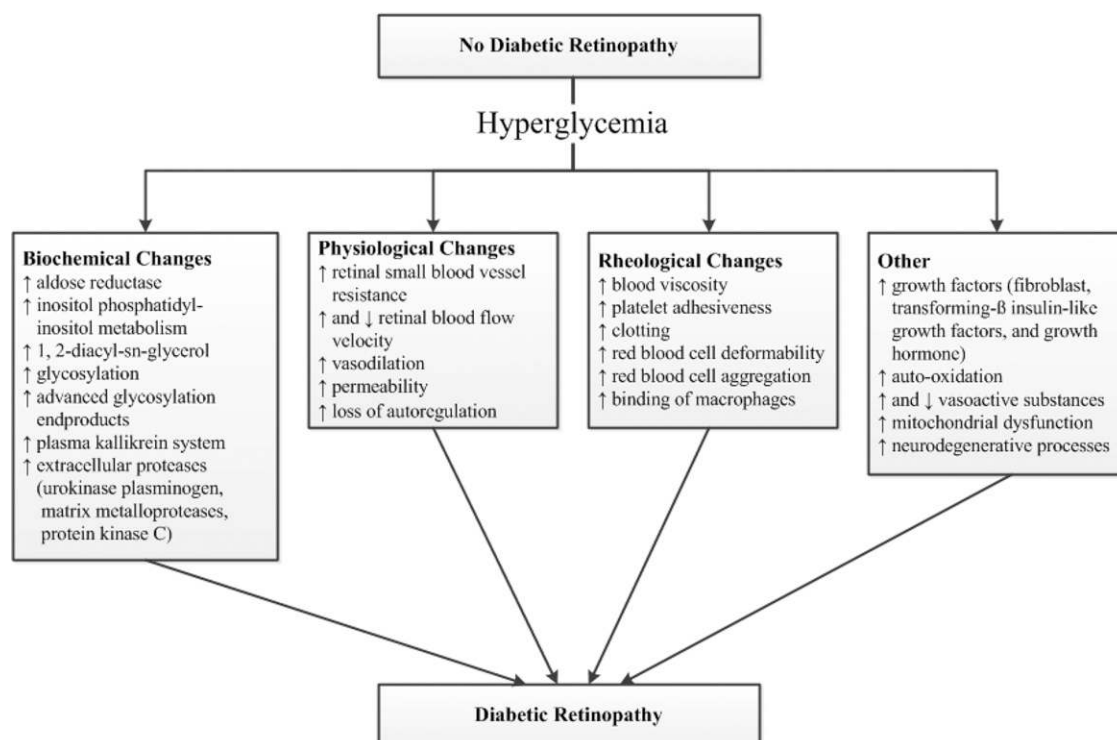 No Diabetic Retinopathy
Hyperglycemia
Biochemical Changes
↑ aldose reductase
↑ inositol phosphatidyl-
inositol metabolism
↑ 1, 2-diacyl-sn-glycerol
↑ glycosylation
↑ advanced glycosylation
endproducts
↑ plasma kallikrein system
↑ extracellular proteases
(urokinase plasminogen,
matrix metalloproteases,
protein kinase C)
Physiological Changes
↑ retinal small blood vessel
resistance
↑ and ↓ retinal blood flow
velocity
↑ vasodilation
↑ permeability
↑ loss of autoregulation
Rheological Changes
↑ blood viscosity
↑ platelet adhesiveness
↑ clotting
↑ red blood cell deformability
↑ red blood cell aggregation
↑ binding of macrophages
Other
↑ growth factors (fibroblast,
transforming-ß insulin-like
growth factors, and growth
hormone)
↑ auto-oxidation
↑ and ↓ vasoactive substances
↑ mitochondrial dysfunction
↑ neurodegenerative processes
Diabetic Retinopathy